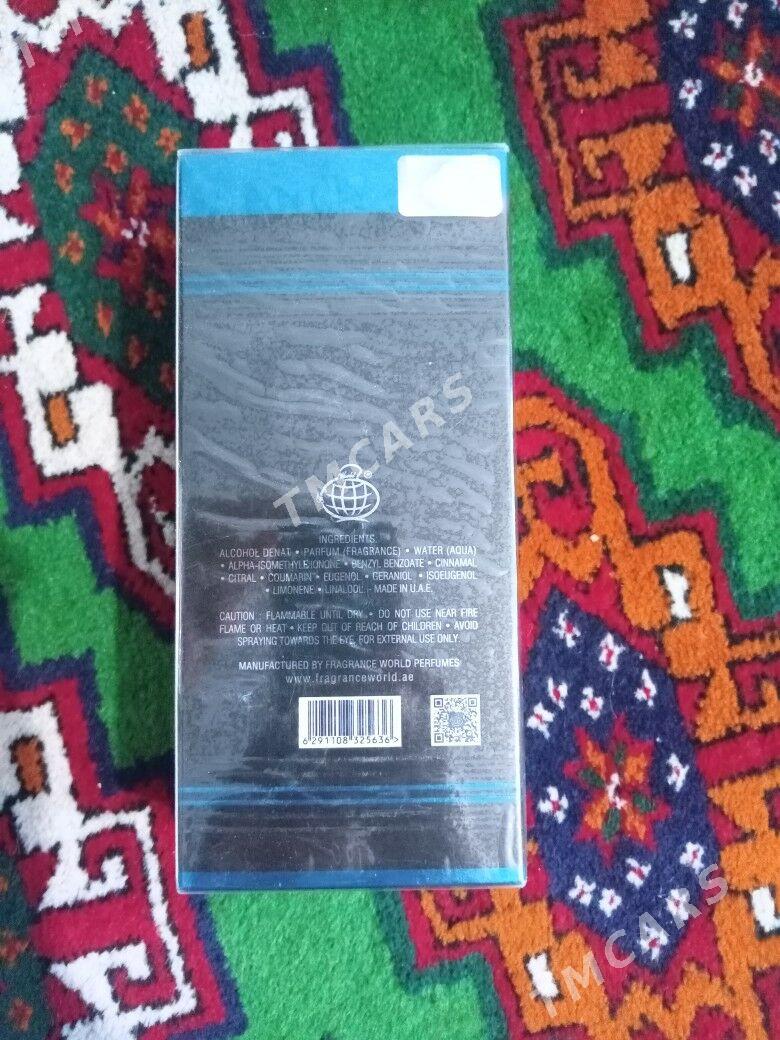 TMCARS
INGREDIENTS:
ALCOHOL DENAT • PARFUM (FRAGRANCE) • WATER (AQUA)
• ALPHA-ISOMETHYLE IONONE • BENZYL BENZOATE • CINNAMAL
• CITRAL • COUMARIN • EUGENOL • GERANIOL • ISOEUGENOL
• LIMONENE • LINALOOL - MADE IN U.A.E.
CAUTION : FLAMMABLE UNTIL DRY. • DO NOT USE NEAR FIRE
FLAME OR HEAT • KEEP OUT OF REACH OF CHILDREN • AVOID
SPRAYING TOWARDS THE EYE, FOR EXTERNAL USE ONLY.
MANUFACTURED BY FRAGRANCE WORLD PERFUMES
www.fragranceworld.ae
6 291108 325636 >
TMCARS